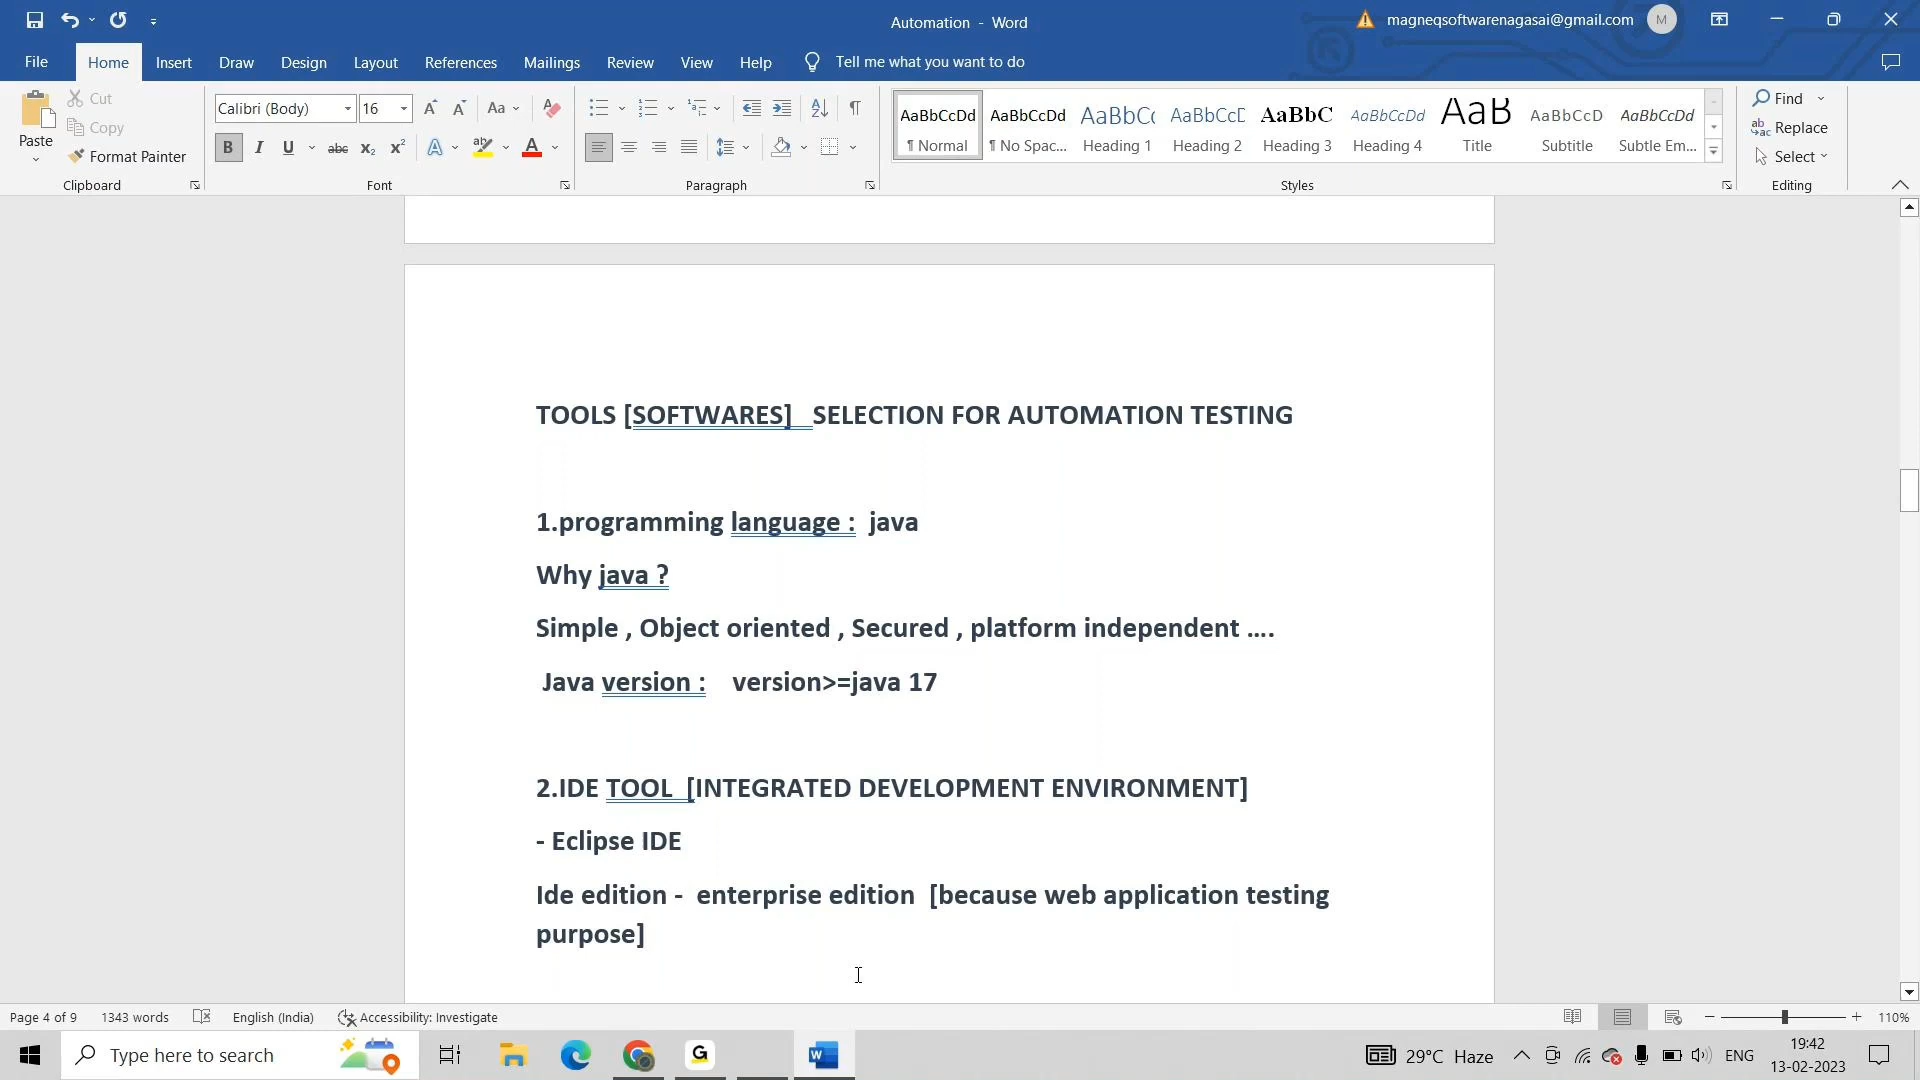 Automation - Word
magneqsoftwarenagasai@gmail.com
M
File Home Insert Draw Design Layout References Mailings Review View Help Tell me what you want to do
Paste
Cut
Copy
Format Painter
Clipboard
Calibri (Body) 16
Font
Paragraph
AaBbCcDd ¶ Normal
AaBbCcDd ¶ No Spac...
AaBbCc Heading 1
AaBbCcD Heading 2
AaBbC Heading 3
AaBbCcDd Heading 4
AaB Title
AaBbCcD Subtitle
AaBbCcDd Subtle Em...
Styles
Find
Replace
Select
Editing
TOOLS [SOFTWARES]   SELECTION FOR AUTOMATION TESTING
1.programming language :  java
Why java ?
Simple , Object oriented , Secured , platform independent ....
Java version :    version>=java 17
2.IDE TOOL  [INTEGRATED DEVELOPMENT ENVIRONMENT]
- Eclipse IDE
Ide edition -  enterprise edition  [because web application testing
purpose]
Page 4 of 9 1343 words English (India) Accessibility: Investigate 110%
Type here to search
29°C Haze
ENG
19:42
13-02-2023